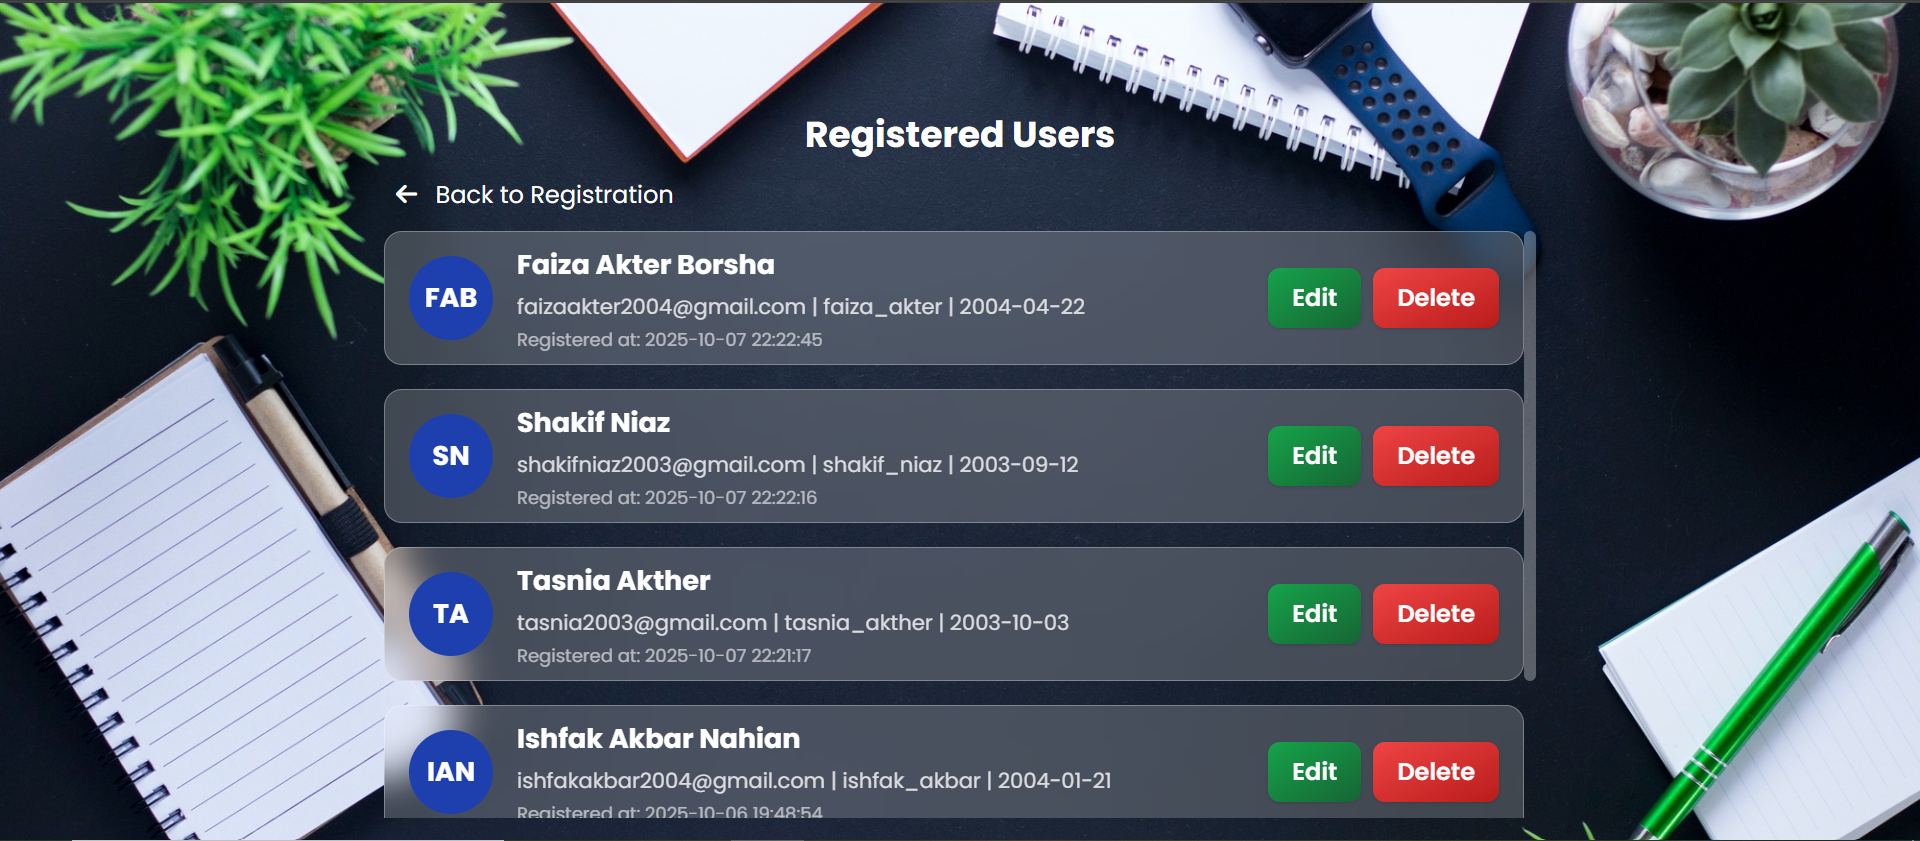 Registered Users
← Back to Registration
FAB
Faiza Akter Borsha
faizaakter2004@gmail.com | faiza_akter | 2004-04-22
Registered at: 2025-10-07 22:22:45
Edit
Delete
SN
Shakif Niaz
shakifniaz2003@gmail.com | shakif_niaz | 2003-09-12
Registered at: 2025-10-07 22:22:16
Edit
Delete
TA
Tasnia Akther
tasnia2003@gmail.com | tasnia_akther | 2003-10-03
Registered at: 2025-10-07 22:21:17
Edit
Delete
IAN
Ishfak Akbar Nahian
ishfakakbar2004@gmail.com | ishfak_akbar | 2004-01-21
Registered at: 2025-10-06 19:48:54
Edit
Delete